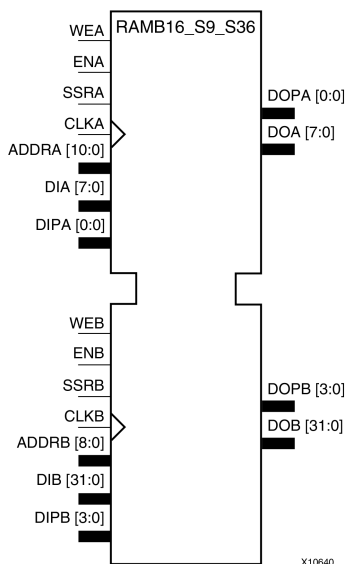 RAMB16_S9_S36
WEA
ENA
SSRA
CLKA
ADDRA [10:0]
DIA [7:0]
DIPA [0:0]
DOPA [0:0]
DOA [7:0]
WEB
ENB
SSRB
CLKB
ADDRB [8:0]
DIB [31:0]
DIPB [3:0]
DOPB [3:0]
DOB [31:0]
X10640